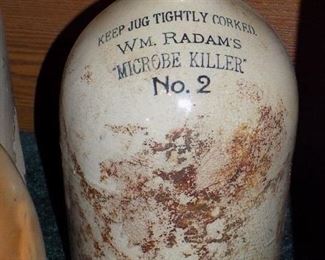 KEEP JUG TIGHTLY CORKED.
WM. RADAM'S
"MICROBE KILLER"
No. 2